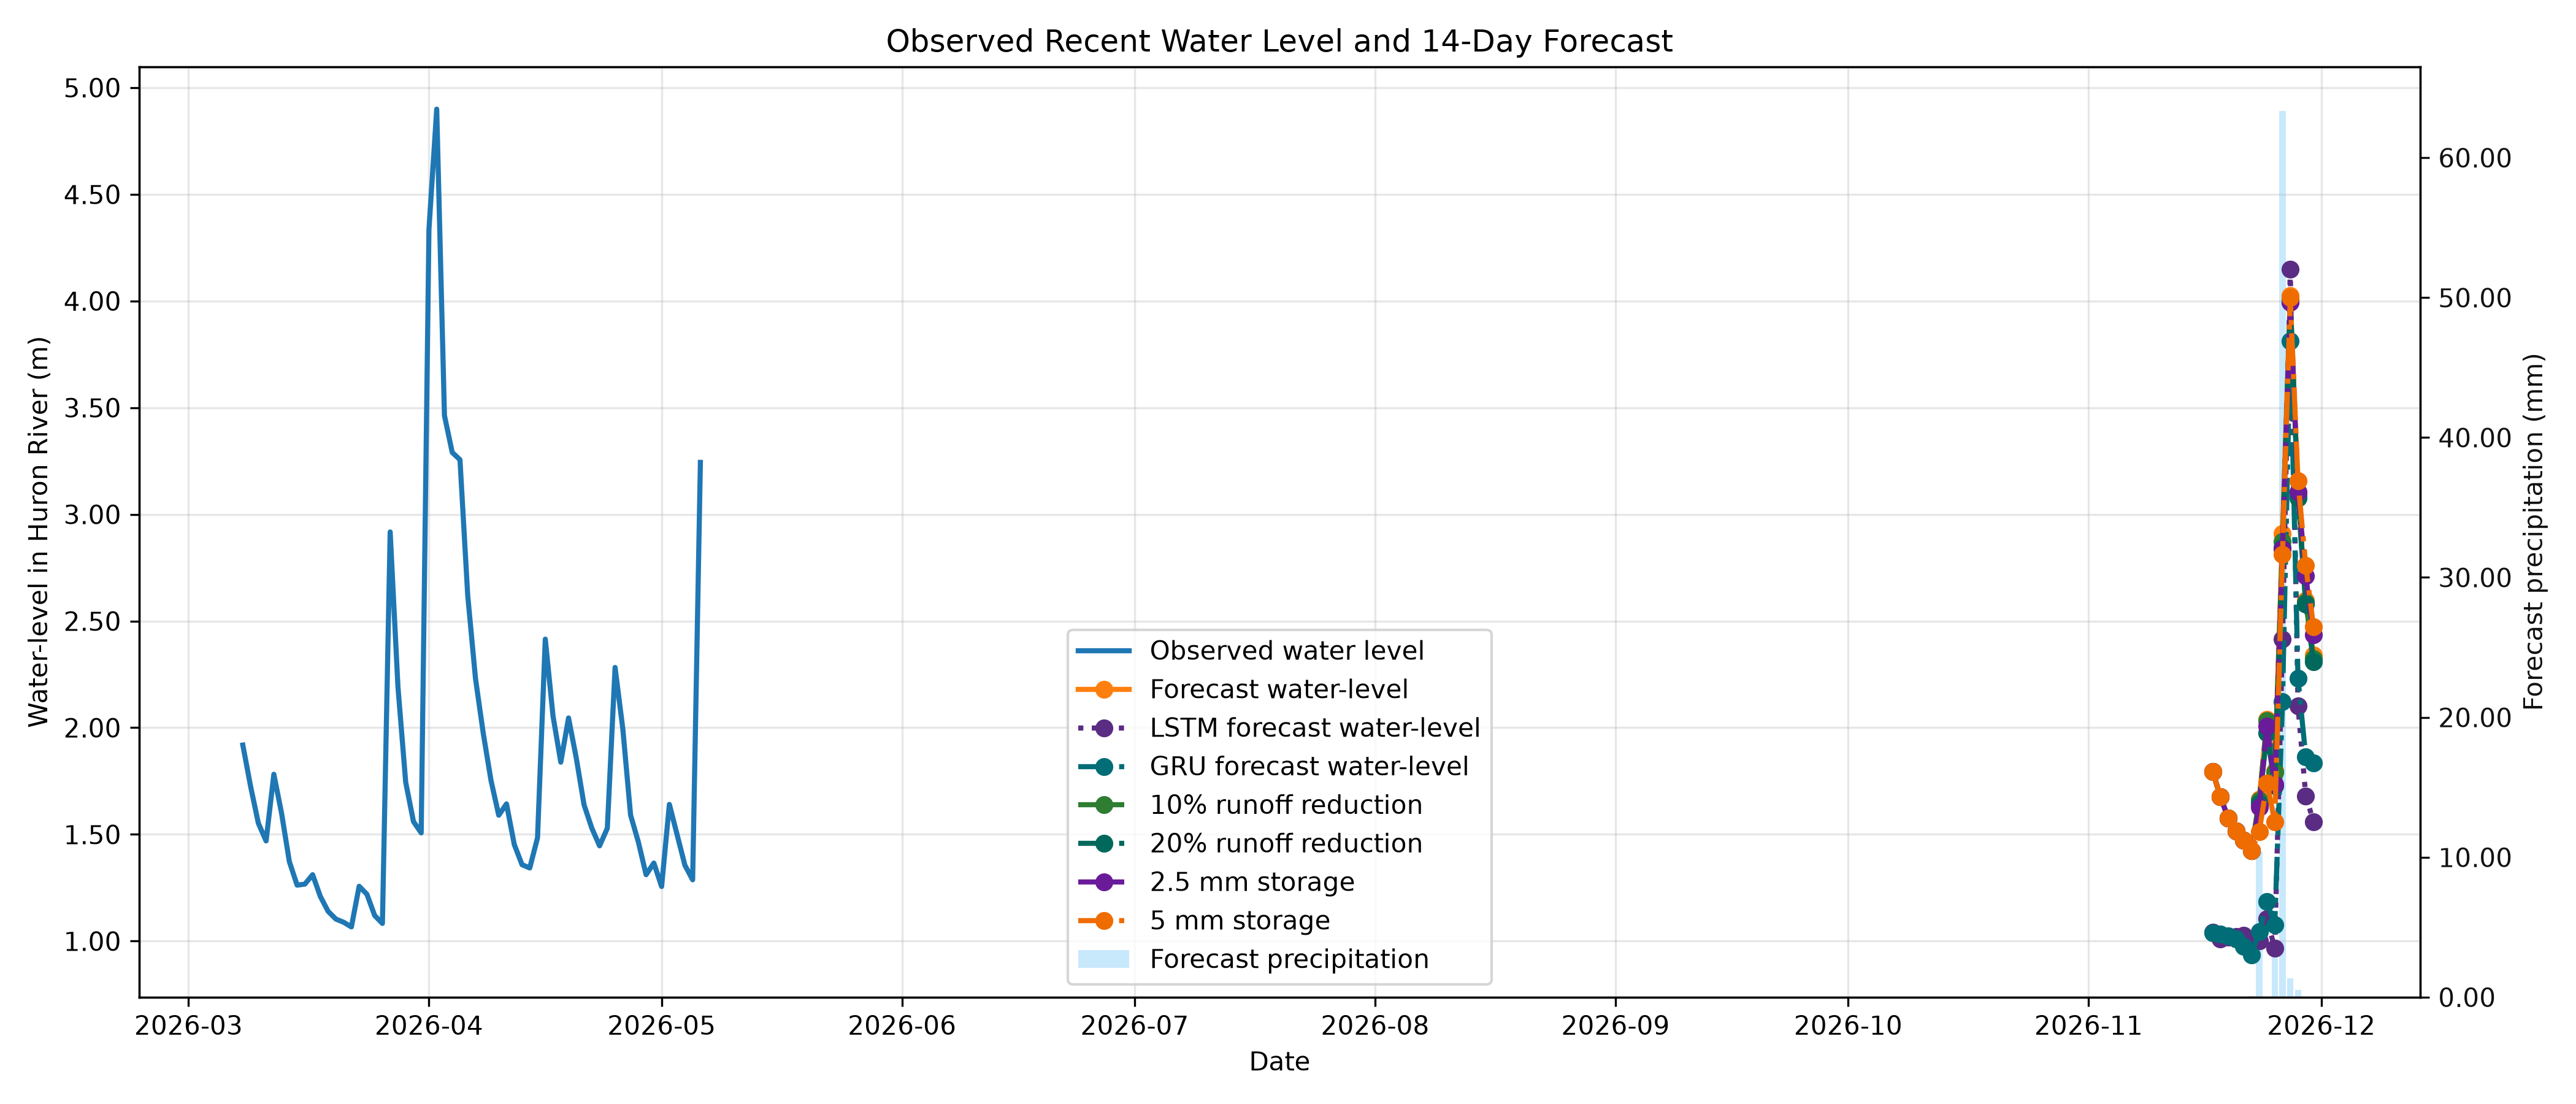 Observed Recent Water Level and 14-Day Forecast
Water-level in Huron River (m)
5.00
4.50
4.00
3.50
3.00
2.50
2.00
1.50
1.00
Observed water level
Forecast water-level
LSTM forecast water-level
GRU forecast water-level
10% runoff reduction
20% runoff reduction
2.5 mm storage
5 mm storage
Forecast precipitation
60.00
50.00
40.00
30.00
20.00
10.00
0.00
Forecast precipitation (mm)
2026-03 2026-04 2026-05 2026-06 2026-07 2026-08 2026-09 2026-10 2026-11 2026-12
Date